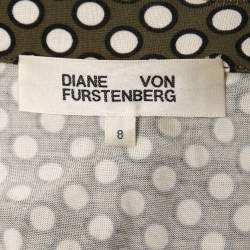 DIANE VON
FURSTENBERG
8